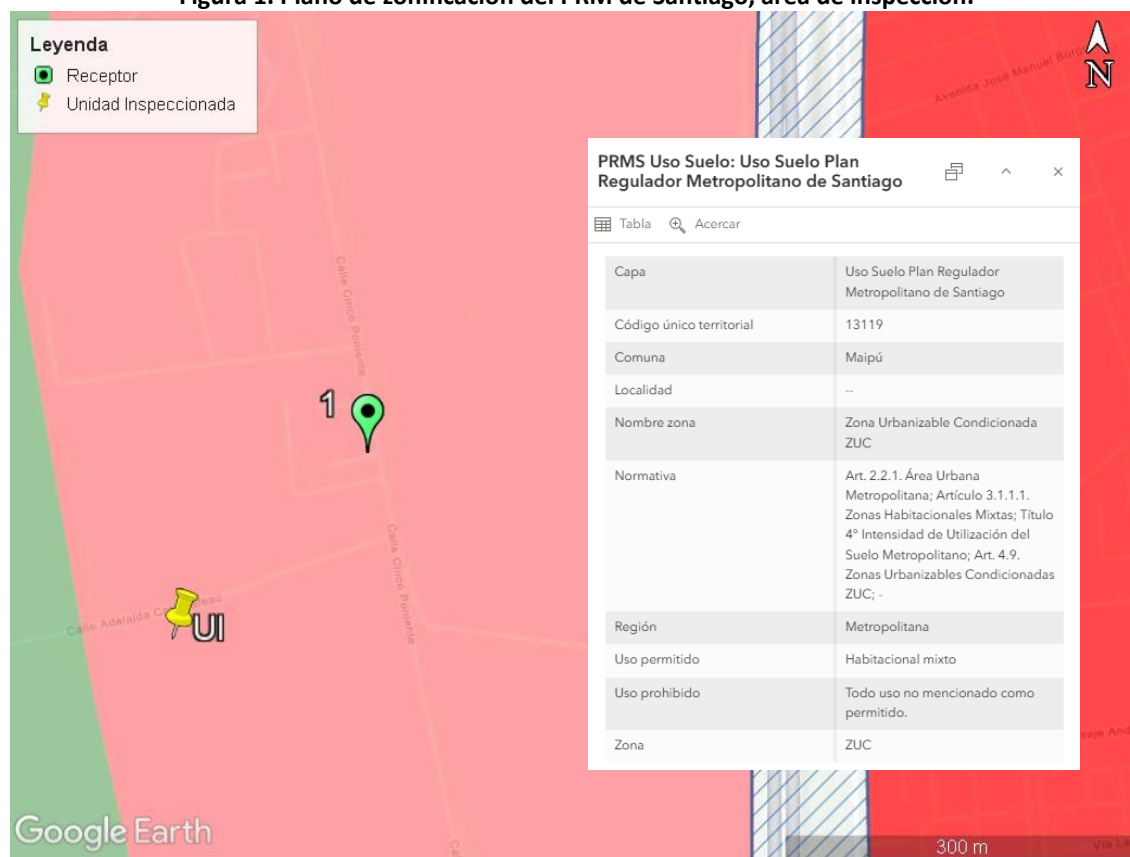 Figura 1. Plano de zonificación del PRM de Santiago, área de inspección.
Leyenda
Receptor
Unidad Inspeccionada
N
Avenida José Manuel
PRMS Uso Suelo: Uso Suelo Plan
Regulador Metropolitano de Santiago
Tabla
Acercar
Capa
Uso Suelo Plan Regulador
Metropolitano de Santiago
Código único territorial
13119
Comuna
Maipú
Localidad
--
Nombre zona
Zona Urbanizable Condicionada
ZUC
Normativa
Art. 2.2.1. Área Urbana
Metropolitana; Artículo 3.1.1.1.
Zonas Habitacionales Mixtas; Título
4° Intensidad de Utilización del
Suelo Metropolitano; Art. 4.9.
Zonas Urbanizables Condicionadas
ZUC; -
Región
Metropolitana
Uso permitido
Habitacional mixto
Uso prohibido
Todo uso no mencionado como
permitido.
Zona
ZUC
Calle Cinco Poniente
1
Calle Cinco Poniente
Calle Adelaida
UI
Google Earth
300 m